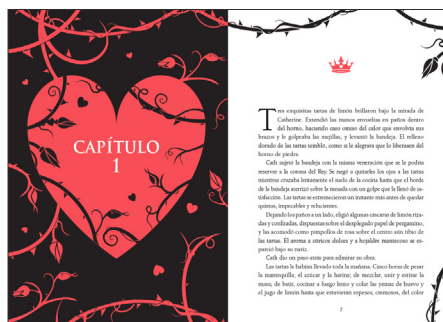 CAPÍTULO
1
Tres exquisitas tartas de limón brillaron bajo la mirada de
Catherine. Extendió las manos envueltas en paños dentro
del horno, haciendo caso omiso del calor que envolvía sus
brazos y le golpeaba las mejillas, y levantó la bandeja. El relleno
dorado de las tartas tembló, como si le alegrara que lo liberasen del
horno de piedra.
Cath sujetó la bandeja con la misma veneración que se le podría
reservar a la corona del Rey. Se negó a quitarles los ojos a las tartas
mientras cruzaba lentamente el suelo de la cocina hasta que el borde
de la bandeja aterrizó sobre la mesada con un golpe que la llenó de sa-
tisfacción. Las tartas se estremecieron un instante más antes de quedar
quietas, impecables y relucientes.
Dejando los paños a un lado, eligió algunas cáscaras de limón riza-
das y confitadas, dispuestas sobre el desplegado papel de pergamino,
y las acomodó como pimpollos de rosa sobre el centro aún tibio de
las tartas. El aroma a cítricos dulces y a hojaldre mantecoso se es-
parció bajo su nariz.
Cath dio un paso atrás para admirar su obra.
Las tartas le habían llevado toda la mañana. Cinco horas de pesar
la mantequilla, el azúcar y la harina; de mezclar, unir y estirar la
masa; de batir, cocinar a fuego lento y colar las yemas de huevo y
el jugo de limón hasta que estuvieran espesos, cremosos, del color
7